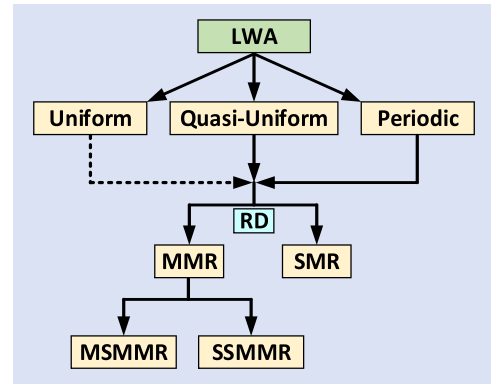 LWA
Uniform
Quasi-Uniform
Periodic
RD
MMR
SMR
MSMMR
SSMMR